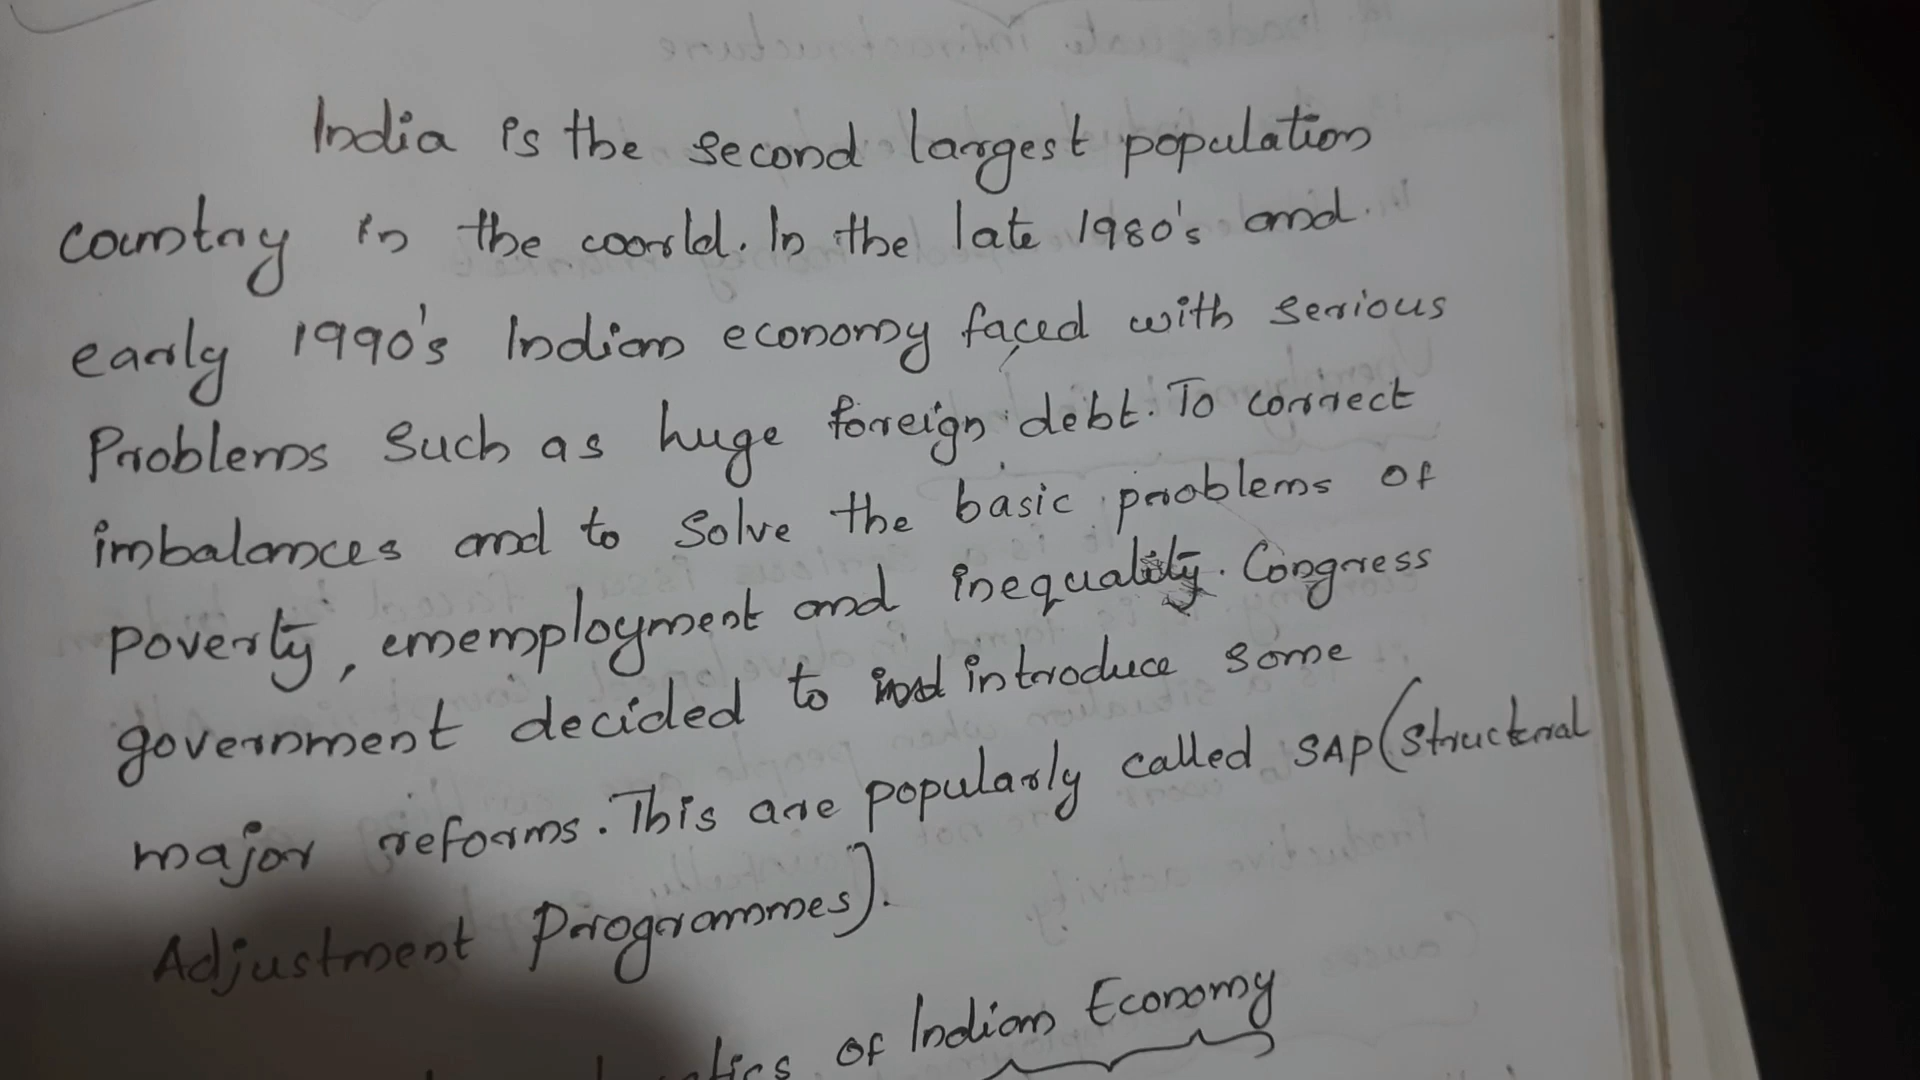 India is the second largest population
country in the world. In the late 1980's and
early 1990's Indian economy faced with serious
Problems Such as huge foreign debt. To correct
imbalances and to Solve the basic problems of
poverty, unemployment and inequality. Congress
government decided to introduce some
major reforms. This are popularly called SAP (Structural
Adjustment Programmes).
of Indian Economy